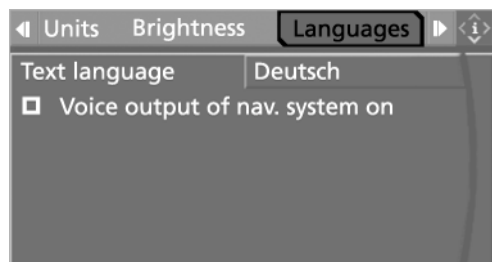 Units Brightness Languages i
Text language Deutsch
Voice output of nav. system on